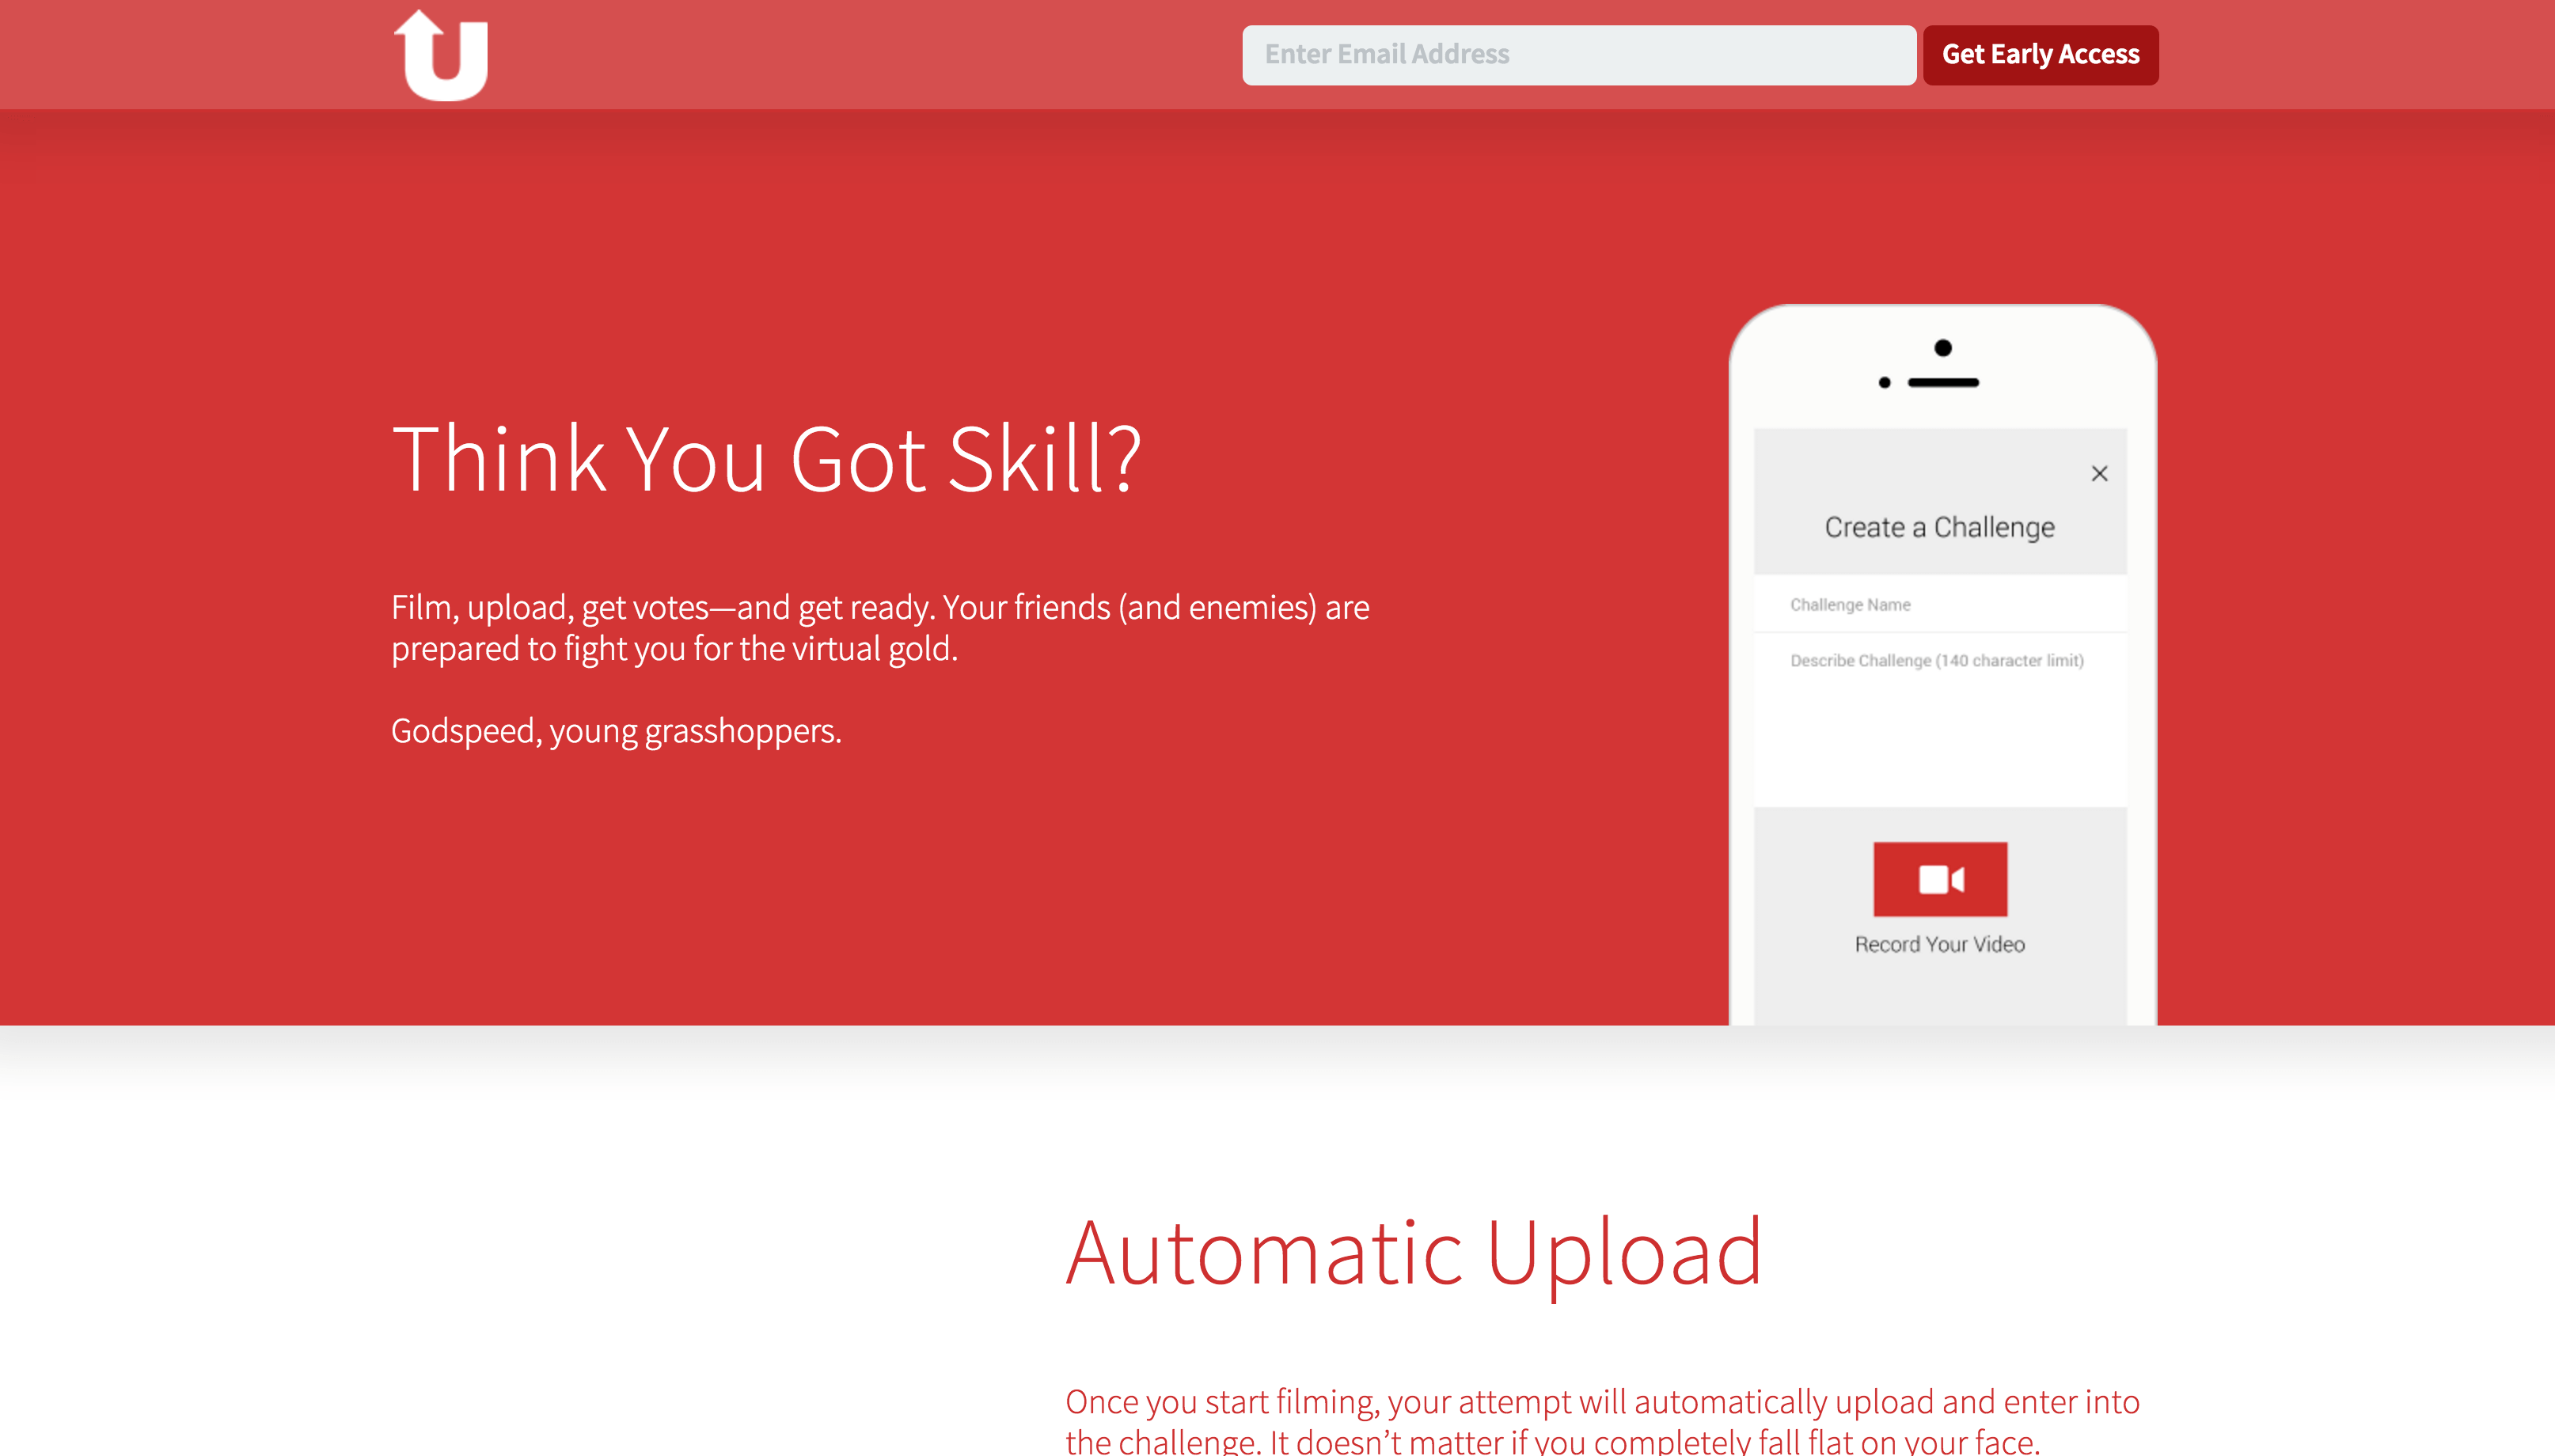 U
Enter Email Address
Get Early Access
Think You Got Skill?
Film, upload, get votes—and get ready. Your friends (and enemies) are
prepared to fight you for the virtual gold.
Godspeed, young grasshoppers.
Create a Challenge
Challenge Name
Describe Challenge (140 character limit)
Record Your Video
Automatic Upload
Once you start filming, your attempt will automatically upload and enter into
the challenge. It doesn’t matter if you completely fall flat on your face.